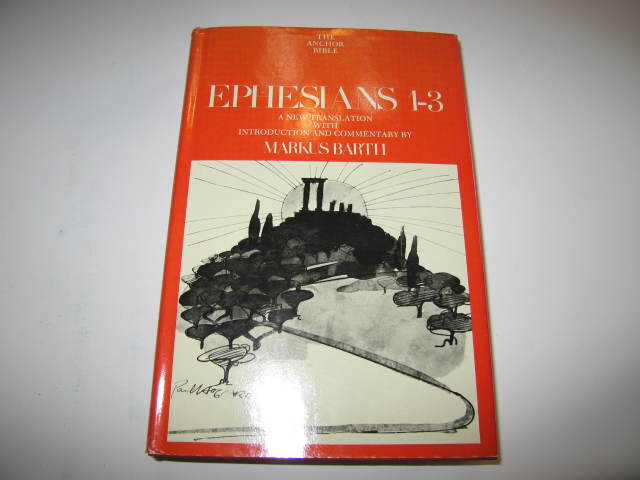 THE
ANCHOR
BIBLE
EPHESIANS 1-3
A NEW TRANSLATION
WITH
INTRODUCTION AND COMMENTARY BY
MARKUS BARTH